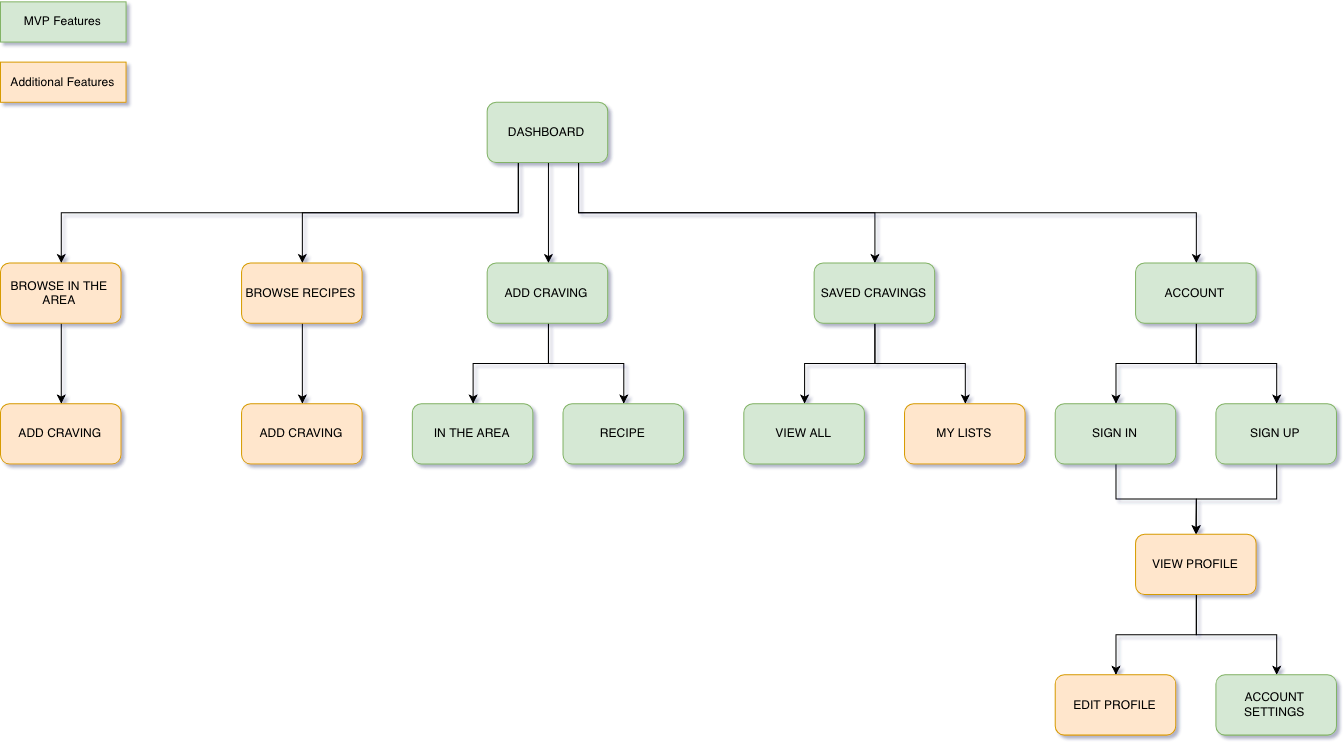 MVP Features
Additional Features
DASHBOARD
BROWSE IN THE
AREA
BROWSE RECIPES
ADD CRAVING
SAVED CRAVINGS
ACCOUNT
ADD CRAVING
ADD CRAVING
IN THE AREA
RECIPE
VIEW ALL
MY LISTS
SIGN IN
SIGN UP
VIEW PROFILE
EDIT PROFILE
ACCOUNT
SETTINGS